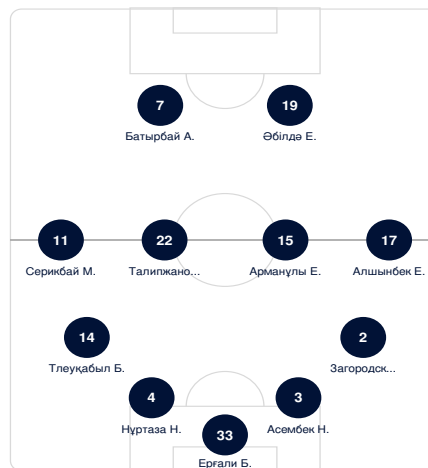 7 19
Батырбай А. Әбілдә Е.
11 22 15 17
Серикбай М. Талипжано... Арманұлы Е. Алшынбек Е.
14 2
Тлеуқабыл Б. Загородск...
4 3
Нұртаза Н. Асембек Н.
33
Ерғали Б.